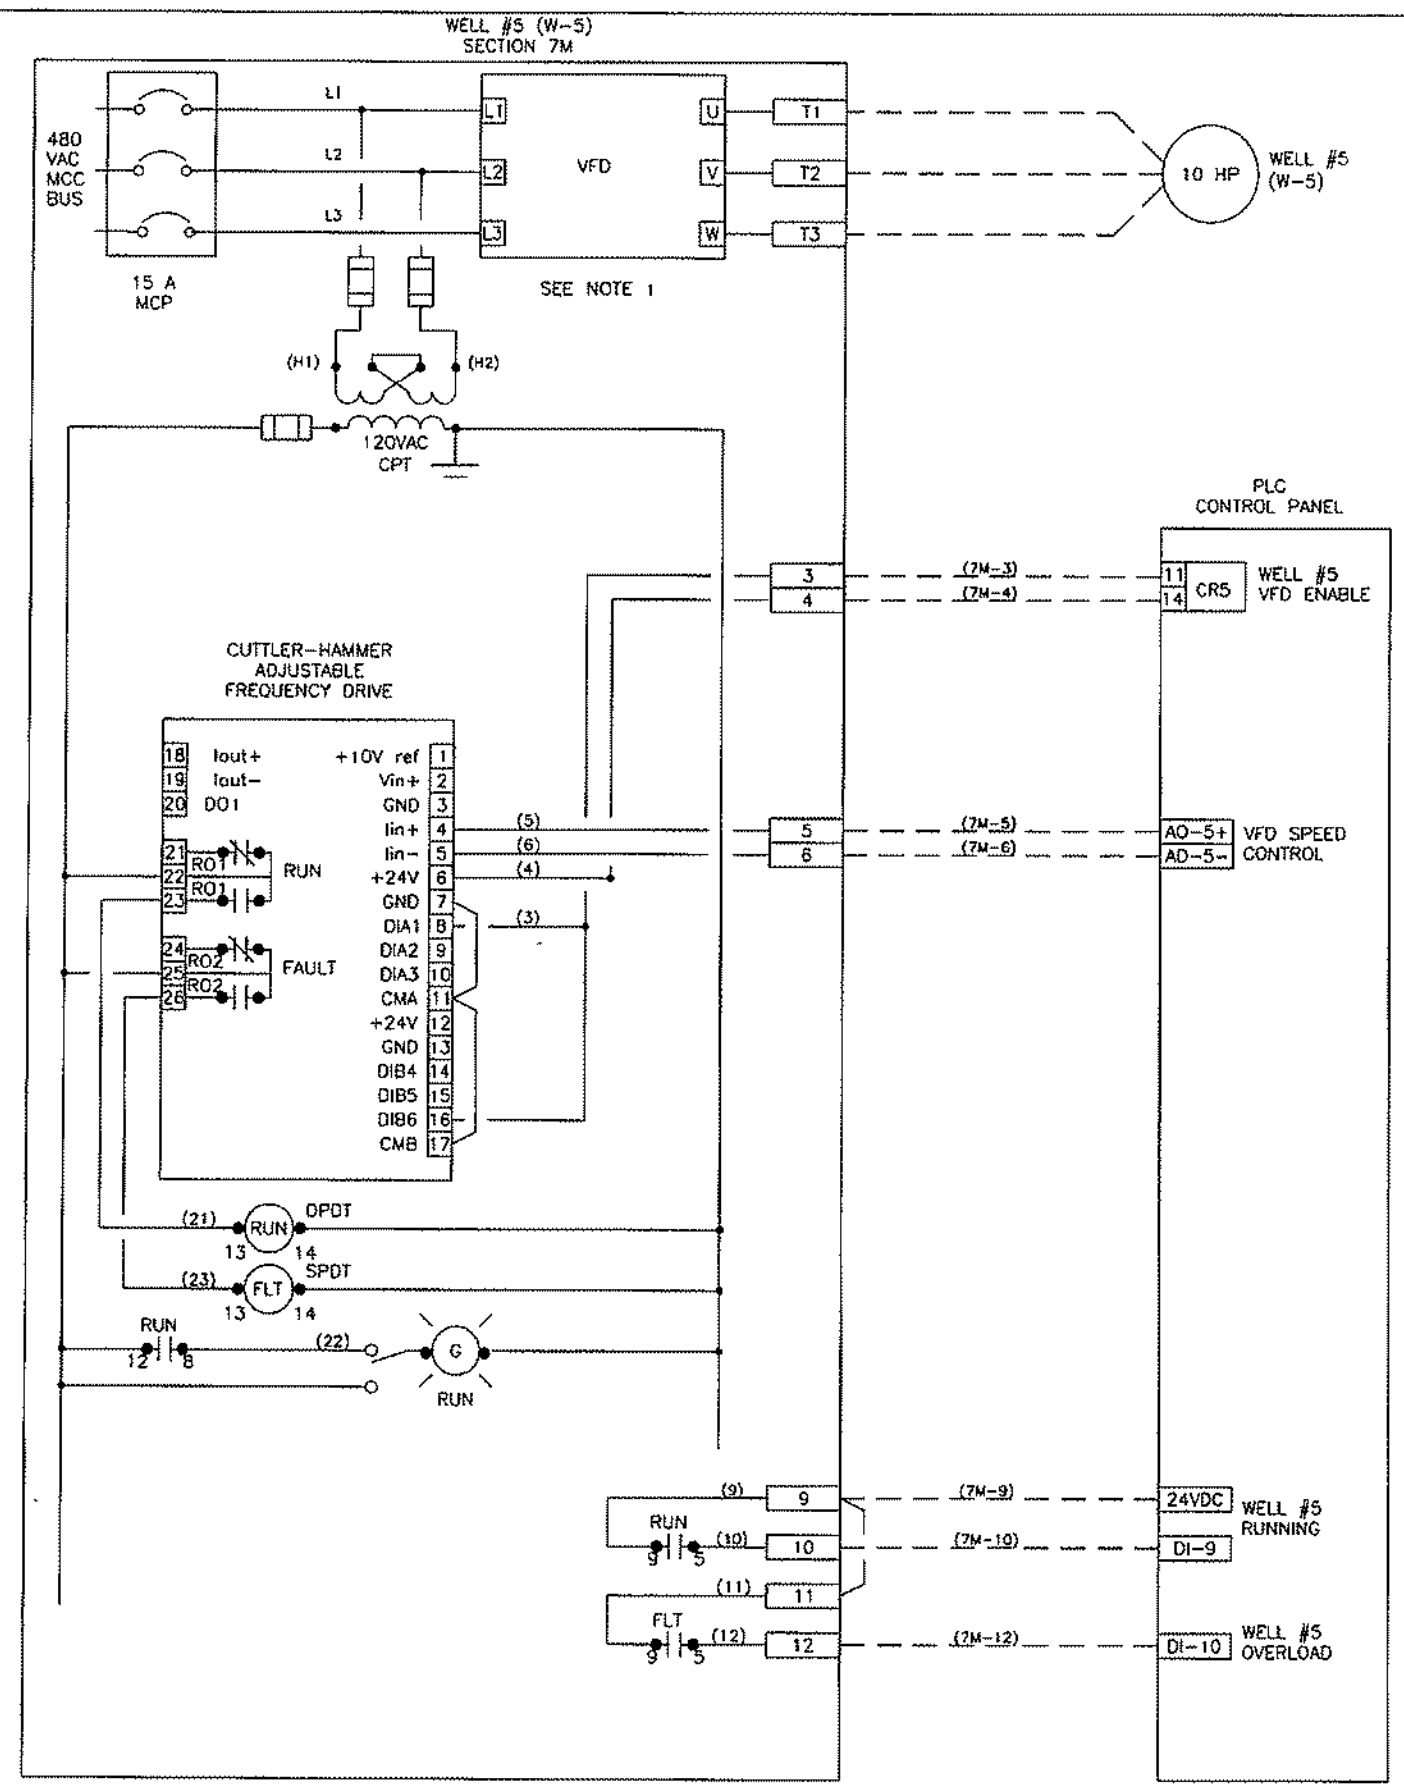 WELL #5 (W-5)
SECTION 7M
480
VAC
MCC
BUS
15 A
MCP
L1
L2
L3
L1
L2
L3
VFD
U
V
W
SEE NOTE 1
T1
T2
T3
10 HP
WELL #5
(W-5)
(H1)
(H2)
120VAC
CPT
PLC
CONTROL PANEL
3
4
(7M-3)
(7M-4)
11
14
CR5
WELL #5
VFD ENABLE
CUTTLER-HAMMER
ADJUSTABLE
FREQUENCY DRIVE
18 Iout+
19 Iout-
20 DO1
21
RO1
22
RO1
23
RUN
24
RO2
25
RO2
26
FAULT
+10V ref 1
Vin+ 2
GND 3
Iin+ 4
Iin- 5
+24V 6
GND 7
DIA1 8
DIA2 9
DIA3 10
CMA 11
+24V 12
GND 13
DIB4 14
DIB5 15
DIB6 16
CMB 17
(5)
(6)
(4)
(3)
5
6
(7M-5)
(7M-6)
AO-5+
AO-5-
VFD SPEED
CONTROL
(21) RUN DPDT
13 14
(23) FLT SPDT
13 14
RUN
12 8
(22)
G
RUN
(9) 9 (7M-9) 24VDC
WELL #5
RUNNING
RUN
9 5
(10) 10 (7M-10) DI-9
(11) 11
FLT
9 5
(12) 12 (7M-12) DI-10
WELL #5
OVERLOAD